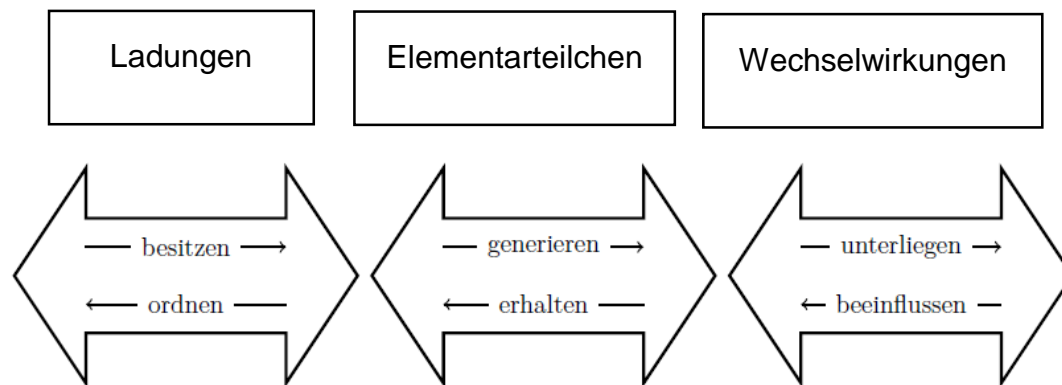 Ladungen
Elementarteilchen
Wechselwirkungen
besitzen
generieren
unterliegen
ordnen
erhalten
beeinflussen